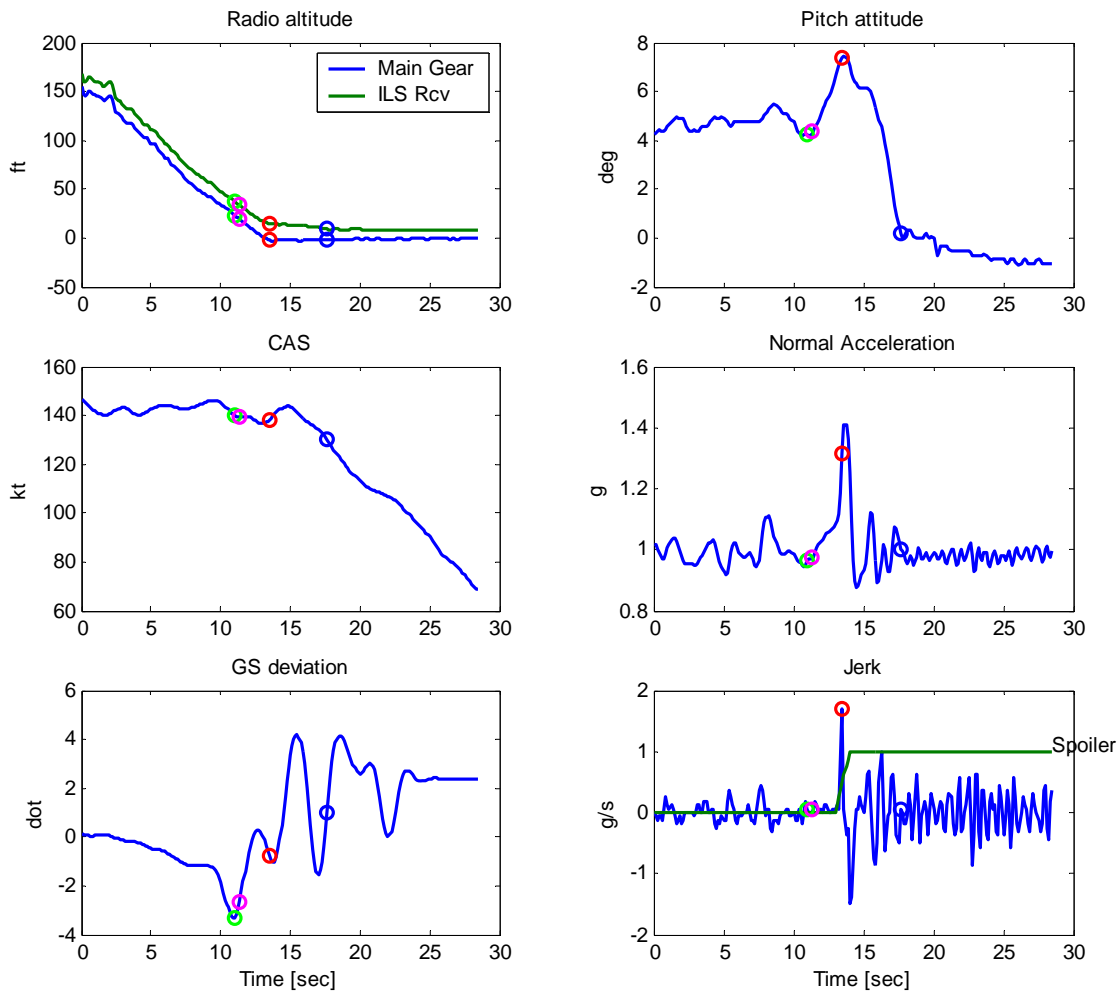 Radio altitude
200
150
100
50
0
-50
ft
Main Gear
ILS Rcv
0 5 10 15 20 25 30
Pitch attitude
8
6
4
2
0
-2
deg
0 5 10 15 20 25 30
CAS
160
140
120
100
80
60
kt
0 5 10 15 20 25 30
Normal Acceleration
1.6
1.4
1.2
1
0.8
g
0 5 10 15 20 25 30
GS deviation
6
4
2
0
-2
-4
dot
0 5 10 15 20 25 30
Time [sec]
Jerk
2
1
0
-1
-2
g/s
Spoiler
0 5 10 15 20 25 30
Time [sec]